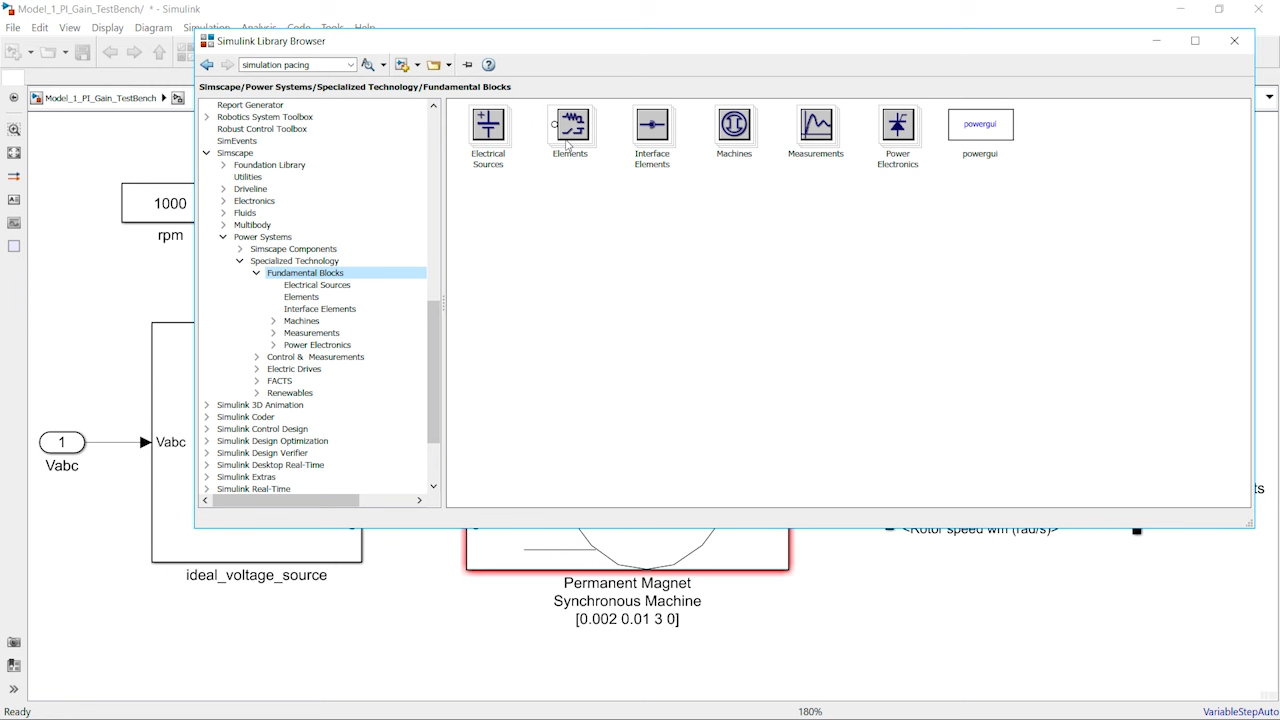 Model_1_PI_Gain_TestBench/ * - Simulink
File Edit View Display Diagram Simulation Analysis Code Tools Help
Simulink Library Browser
simulation pacing
Simscape/Power Systems/Specialized Technology/Fundamental Blocks
Model_1_PI_Gain_TestBench
Report Generator
Robotics System Toolbox
Robust Control Toolbox
SimEvents
Simscape
Foundation Library
Utilities
Driveline
Electronics
Fluids
Multibody
Power Systems
Simscape Components
Specialized Technology
Fundamental Blocks
Electrical Sources
Elements
Interface Elements
Machines
Measurements
Power Electronics
Control & Measurements
Electric Drives
FACTS
Renewables
Simulink 3D Animation
Simulink Coder
Simulink Control Design
Simulink Design Optimization
Simulink Design Verifier
Simulink Desktop Real-Time
Simulink Extras
Simulink Real-Time
Electrical
Sources
Elements
Interface
Elements
Machines
Measurements
Power
Electronics
powergui
powergui
1000
rpm
1
Vabc
Vabc
ideal_voltage_source
Permanent Magnet
Synchronous Machine
[0.002 0.01 3 0]
<Rotor speed wm (rad/s)>
ts
Ready
180%
VariableStepAuto